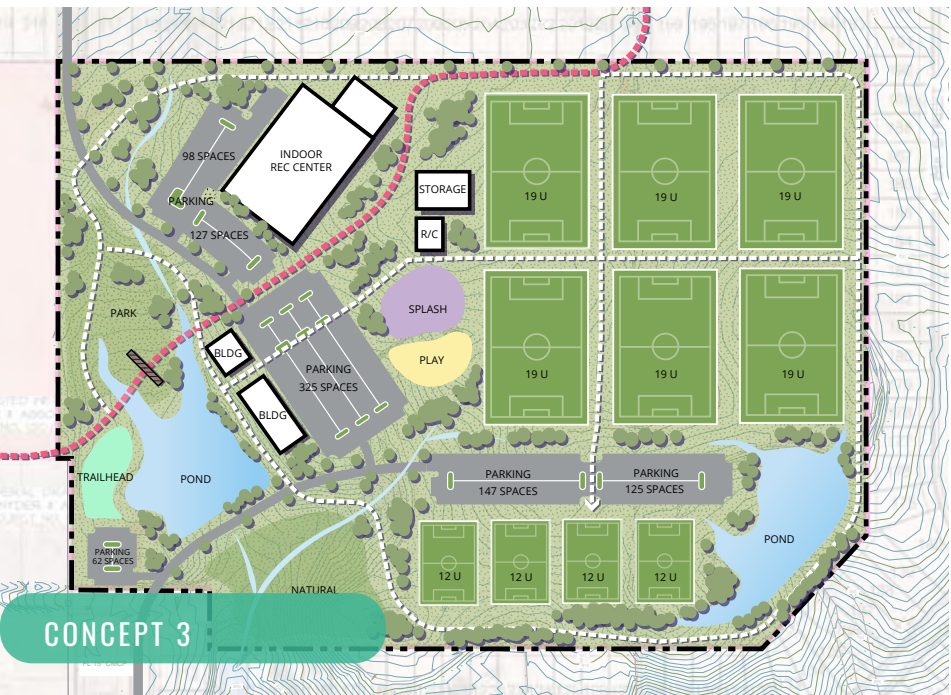 98 SPACES
PARKING
127 SPACES
INDOOR
REC CENTER
STORAGE
R/C
19 U
19 U
19 U
PARK
SPLASH
PLAY
BLDG
BLDG
PARKING
325 SPACES
19 U
19 U
19 U
TRAILHEAD
POND
PARKING
147 SPACES
PARKING
125 SPACES
POND
PARKING
62 SPACES
12 U
12 U
12 U
12 U
NATURAL
CONCEPT 3